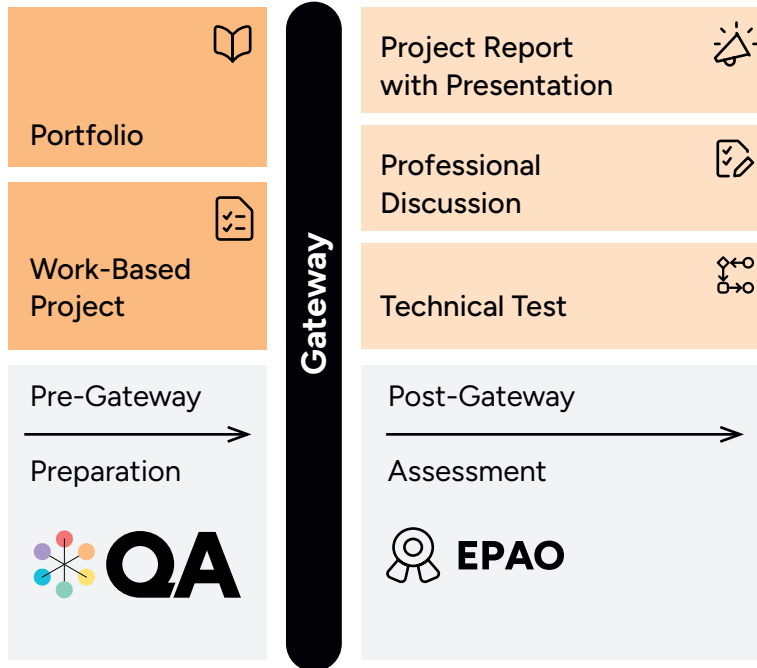 Portfolio
Work-Based
Project
Pre-Gateway
Preparation
QA
Gateway
Project Report
with Presentation
Professional
Discussion
Technical Test
Post-Gateway
Assessment
EPAO